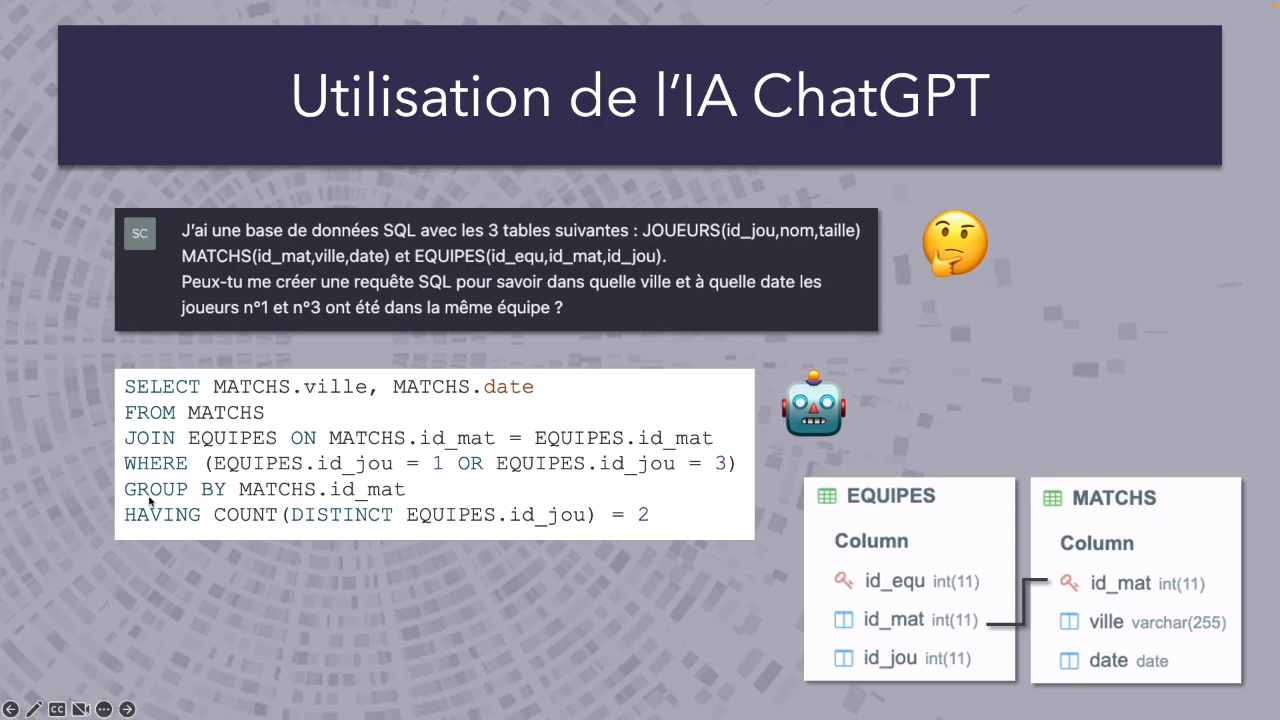 Utilisation de l'IA ChatGPT
SC
J'ai une base de données SQL avec les 3 tables suivantes : JOUEURS(id_jou,nom,taille)
MATCHS(id_mat,ville,date) et EQUIPES(id_equ,id_mat,id_jou).
Peux-tu me créer une requête SQL pour savoir dans quelle ville et à quelle date les
joueurs n°1 et n°3 ont été dans la même équipe ?
SELECT MATCHS.ville, MATCHS.date
FROM MATCHS
JOIN EQUIPES ON MATCHS.id_mat = EQUIPES.id_mat
WHERE (EQUIPES.id_jou = 1 OR EQUIPES.id_jou = 3)
GROUP BY MATCHS.id_mat
HAVING COUNT(DISTINCT EQUIPES.id_jou) = 2
EQUIPES
Column
id_equ int(11)
id_mat int(11)
id_jou int(11)
MATCHS
Column
id_mat int(11)
ville varchar(255)
date date
CC